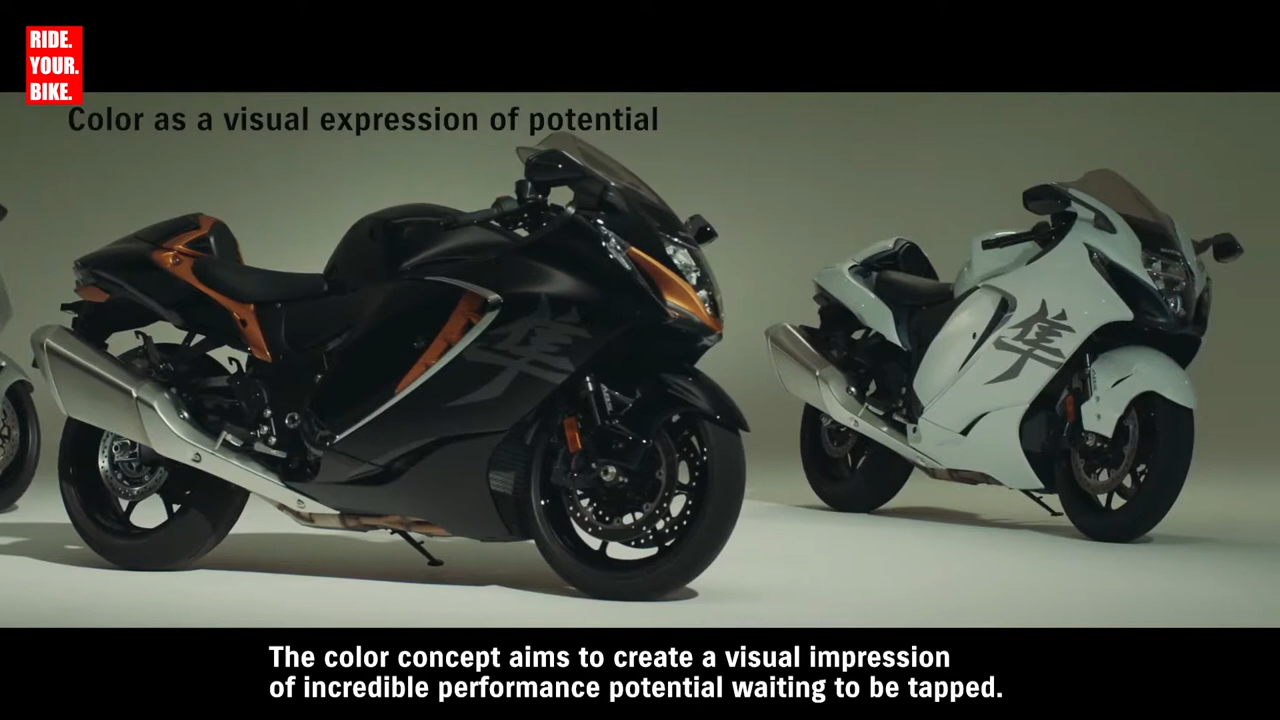 RIDE.
YOUR.
BIKE.
Color as a visual expression of potential
隼
隼
The color concept aims to create a visual impression
of incredible performance potential waiting to be tapped.